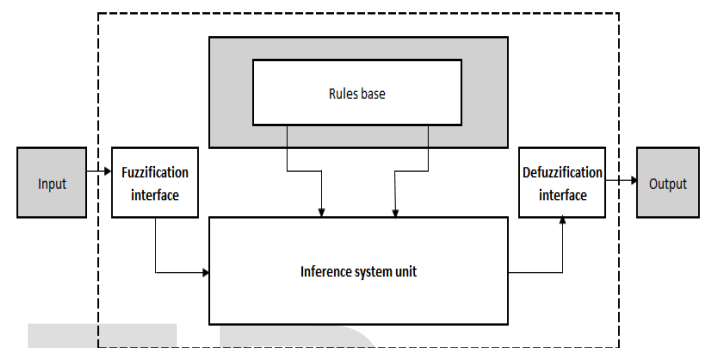 Rules base
Input
Fuzzification
interface
Defuzzification
interface
Output
Inference system unit